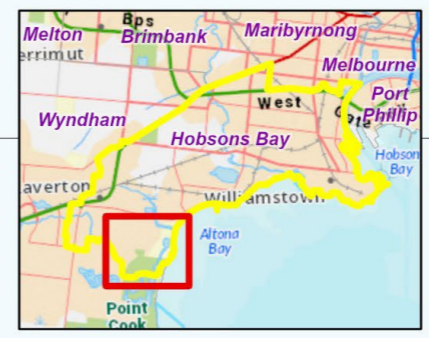 Bps
Maribyrnong
Melton
Brimbank
errimut
Melbourne
Port
West
Gate
Phillip
Wyndham
Hobsons Bay
Hobson
Bay
averton
Williamstown
Altona
Bay
Point
Cook